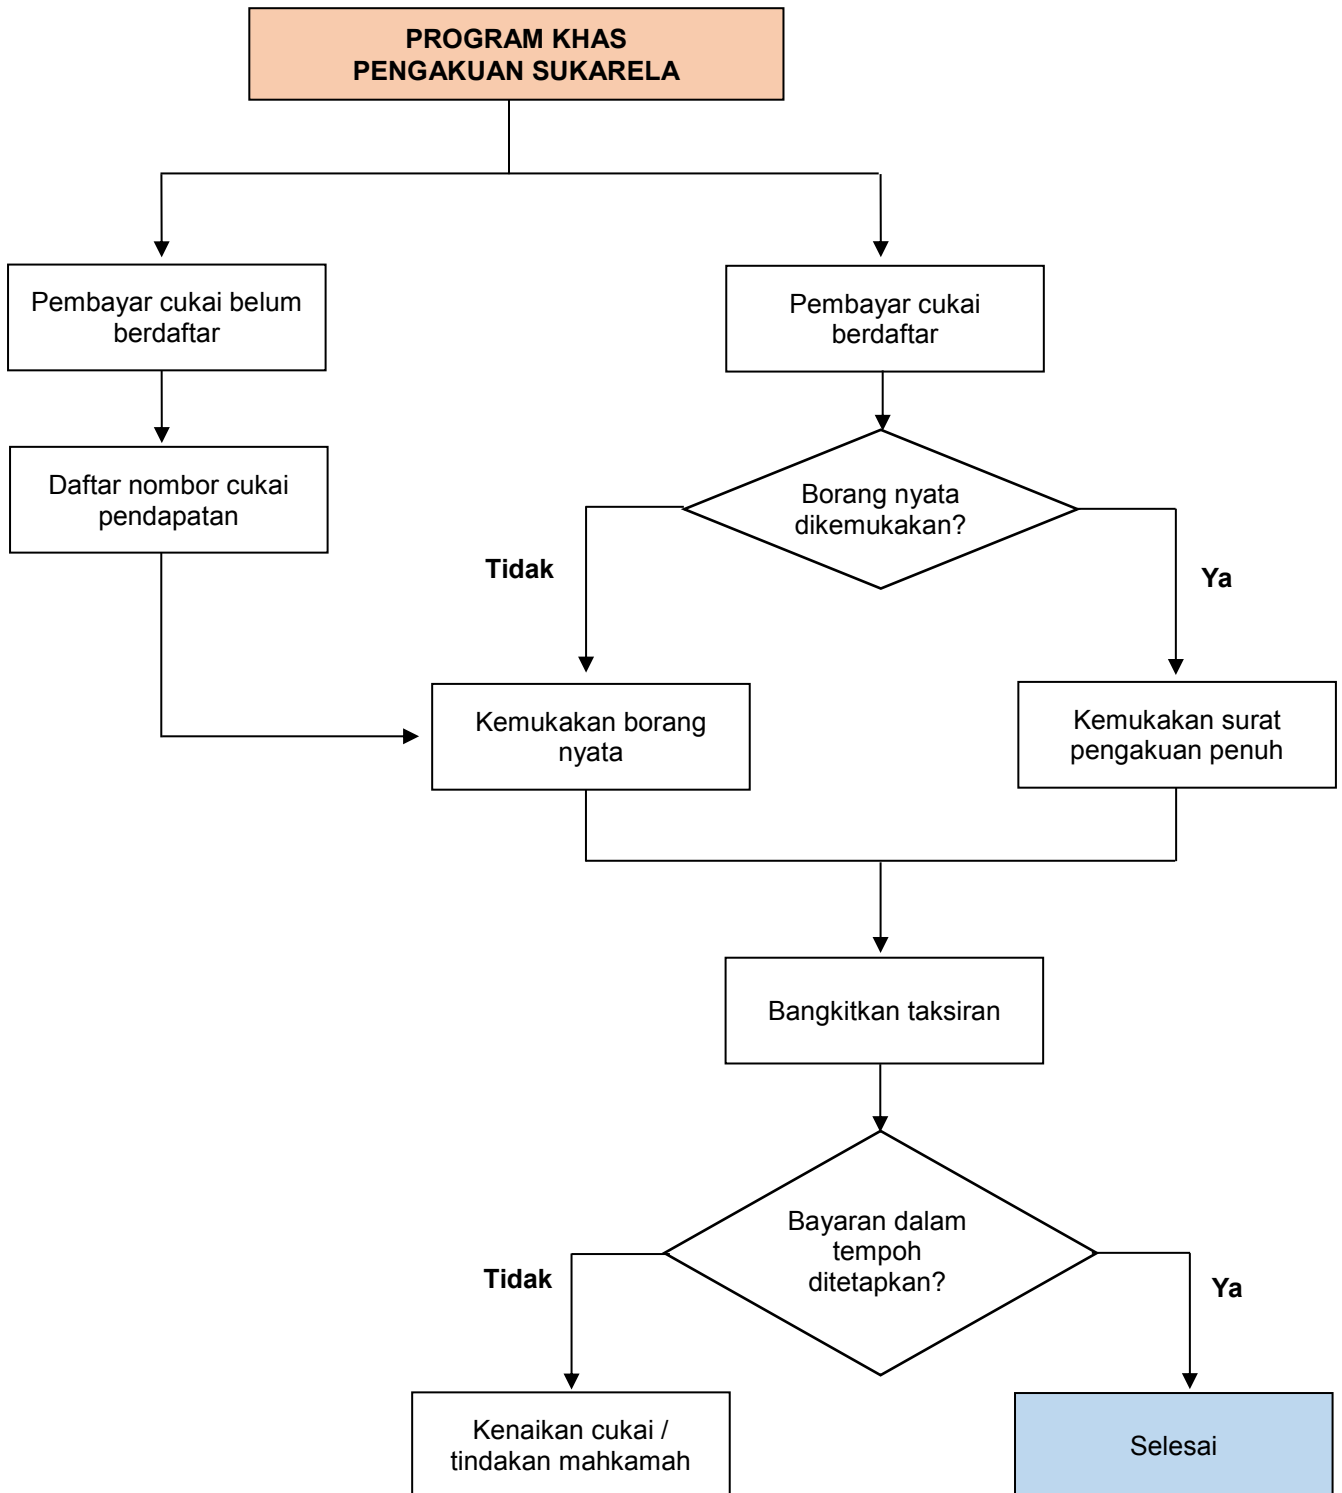 PROGRAM KHAS
PENGAKUAN SUKARELA
Pembayar cukai belum
berdaftar
Pembayar cukai
berdaftar
Daftar nombor cukai
pendapatan
Borang nyata
dikemukakan?
Tidak
Ya
Kemukakan borang
nyata
Kemukakan surat
pengakuan penuh
Bangkitkan taksiran
Bayaran dalam
tempoh
ditetapkan?
Tidak
Ya
Kenaikan cukai /
tindakan mahkamah
Selesai